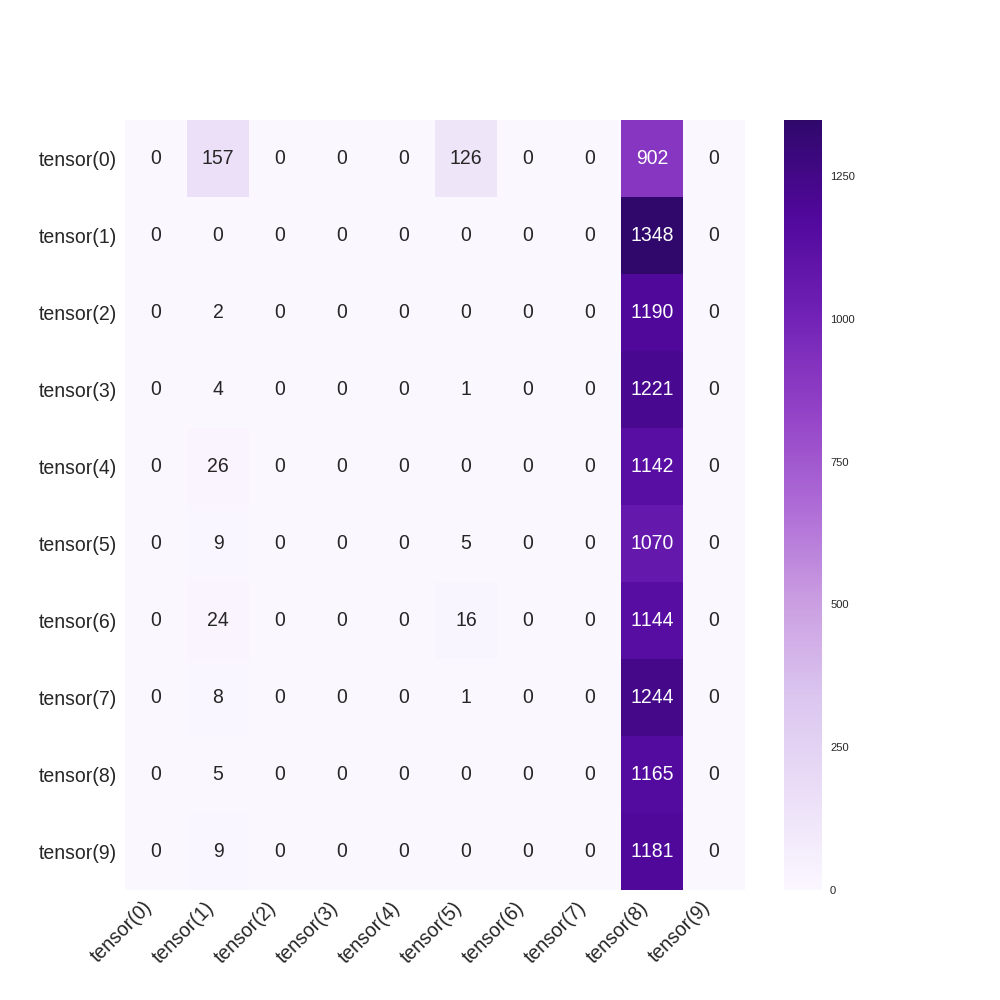 tensor(0) 0 157 0 0 0 126 0 0 902 0
1250
tensor(1) 0 0 0 0 0 0 0 0 1348 0
tensor(2) 0 2 0 0 0 0 0 0 1190 0
1000
tensor(3) 0 4 0 0 0 1 0 0 1221 0
750
tensor(4) 0 26 0 0 0 0 0 0 1142 0
tensor(5) 0 9 0 0 0 5 0 0 1070 0
500
tensor(6) 0 24 0 0 0 16 0 0 1144 0
tensor(7) 0 8 0 0 0 1 0 0 1244 0
250
tensor(8) 0 5 0 0 0 0 0 0 1165 0
tensor(9) 0 9 0 0 0 0 0 0 1181 0
0
tensor(0) tensor(1) tensor(2) tensor(3) tensor(4) tensor(5) tensor(6) tensor(7) tensor(8) tensor(9)